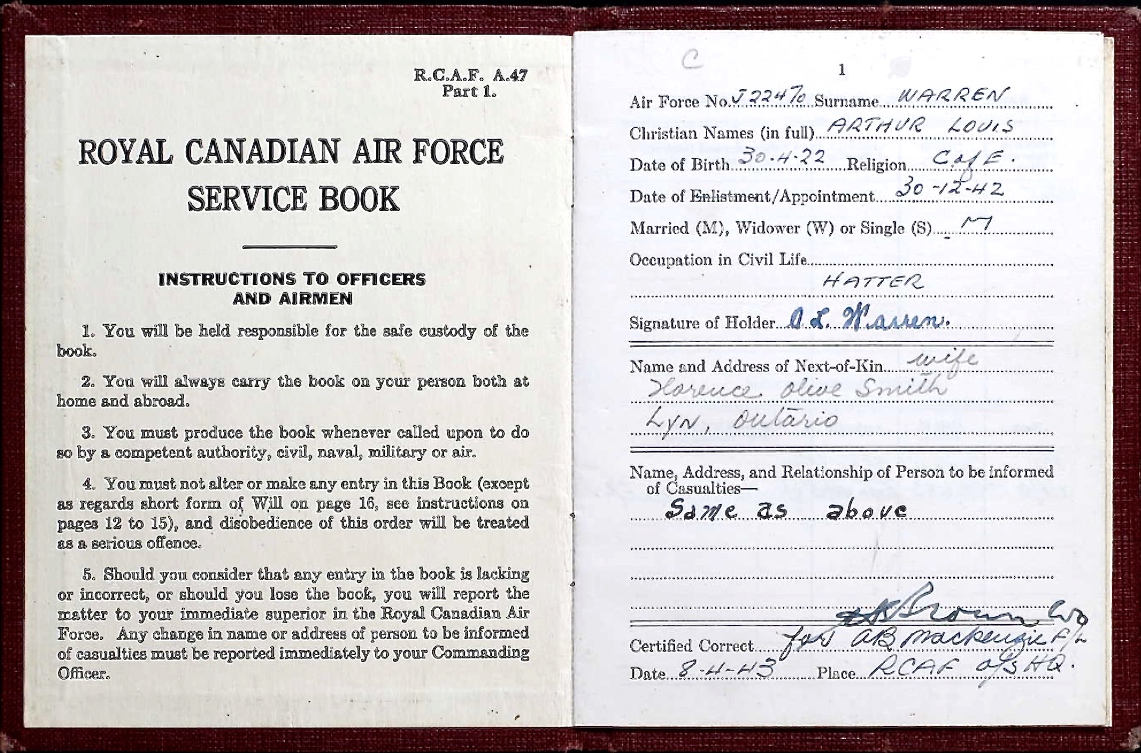 R.C.A.F. A.47
Part 1.
ROYAL CANADIAN AIR FORCE
SERVICE BOOK
INSTRUCTIONS TO OFFICERS
AND AIRMEN
1. You will be held responsible for the safe custody of the
book.
2. You will always carry the book on your person both at
home and abroad.
3. You must produce the book whenever called upon to do
so by a competent authority, civil, naval, military or air.
4. You must not alter or make any entry in this Book (except
as regards short form of Will on page 16, see instructions on
pages 12 to 15), and disobedience of this order will be treated
as a serious offence.
5. Should you consider that any entry in the book is lacking
or incorrect, or should you lose the book, you will report the
matter to your immediate superior in the Royal Canadian Air
Force. Any change in name or address of person to be informed
of casualties must be reported immediately to your Commanding
Officer.
C
1
Air Force No. J22470 Surname WARREN
Christian Names (in full) ARTHUR LOUIS
Date of Birth 30-4-22 Religion C of E.
Date of Enlistment/Appointment 30-12-42
Married (M), Widower (W) or Single (S) M
Occupation in Civil Life
HATTER
Signature of Holder A L. Warren.
Name and Address of Next-of-Kin wife
Florence Olive Smith
Lyn, Ontario
Name, Address, and Relationship of Person to be informed
of Casualties—
Same as above
Brown
Certified Correct for AB Mackenzie F/L
Date 8-4-43 Place RCAF o/s HQ.